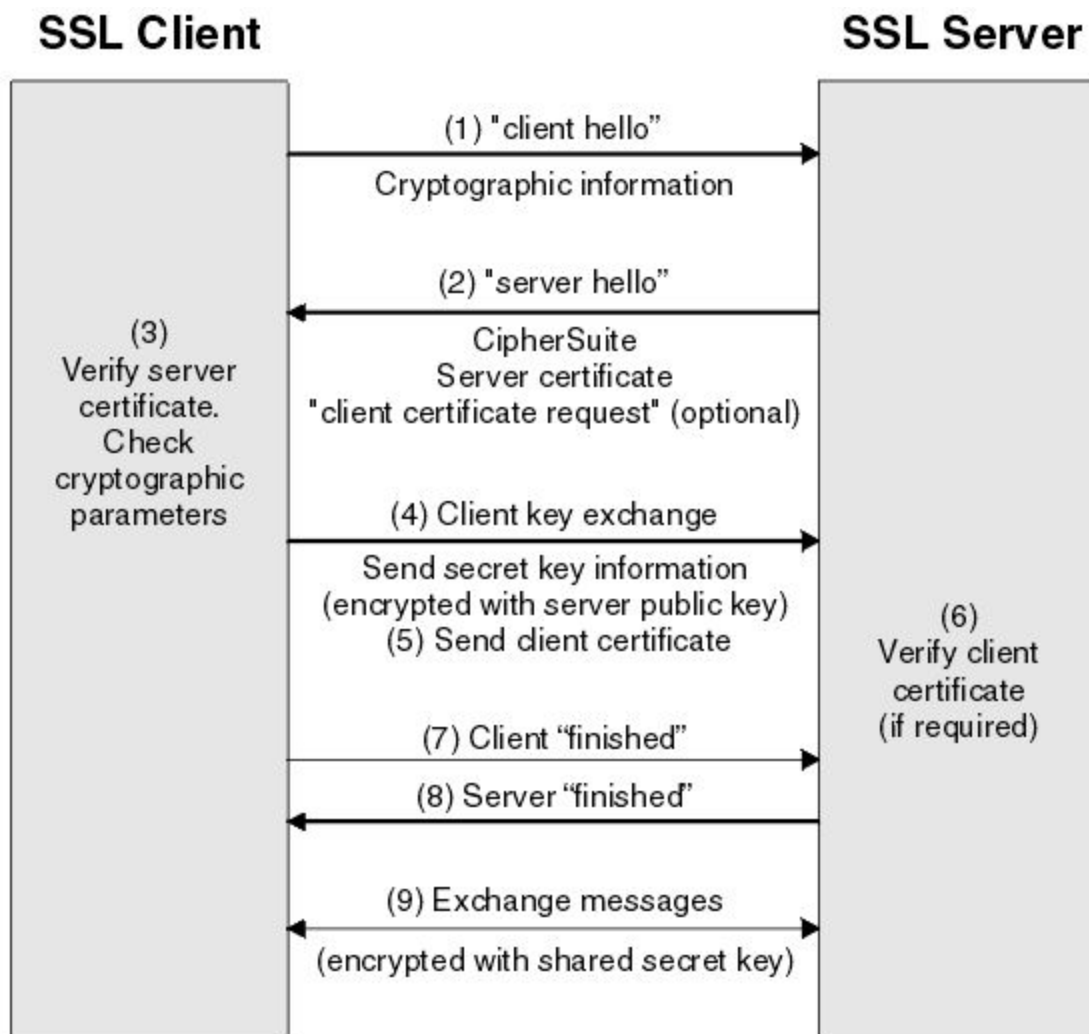 SSL Client
SSL Server
(1) "client hello”
Cryptographic information
(2) "server hello”
CipherSuite
Server certificate
"client certificate request" (optional)
(3)
Verify server
certificate.
Check
cryptographic
parameters
(4) Client key exchange
Send secret key information
(encrypted with server public key)
(5) Send client certificate
(6)
Verify client
certificate
(if required)
(7) Client “finished”
(8) Server “finished”
(9) Exchange messages
(encrypted with shared secret key)